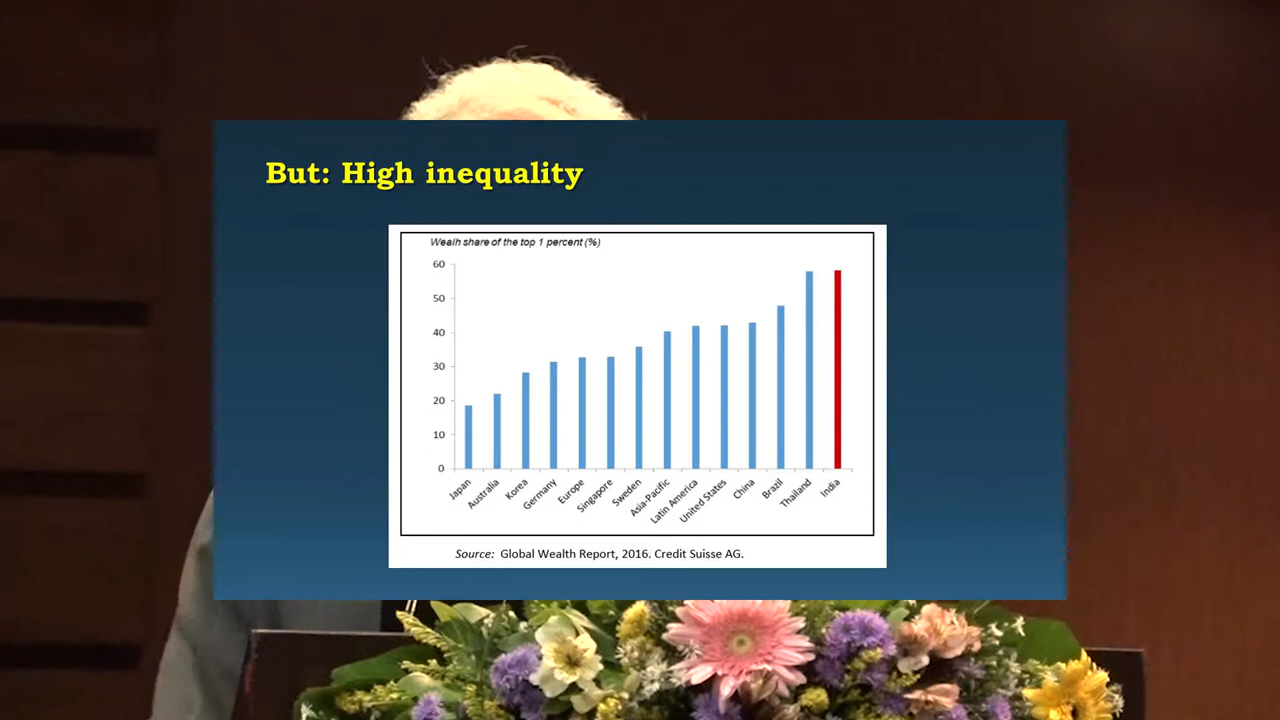 But: High inequality
Wealh share of the top 1 percent (%)
60
50
40
30
20
10
0
Japan
Australia
Korea
Germany
Europe
Singapore
Sweden
Asia-Pacific
Latin America
United States
China
Brazil
Thailand
India
Source: Global Wealth Report, 2016. Credit Suisse AG.